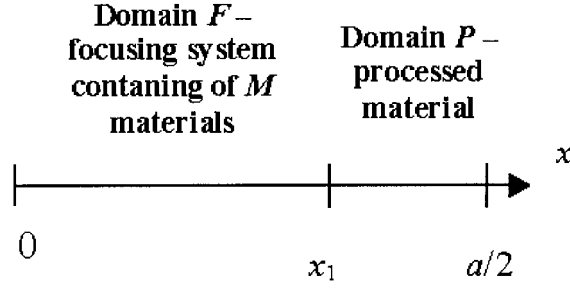 Domain F –
focusing system
contaning of M
materials
Domain P –
processed
material
x
0
x₁
a/2